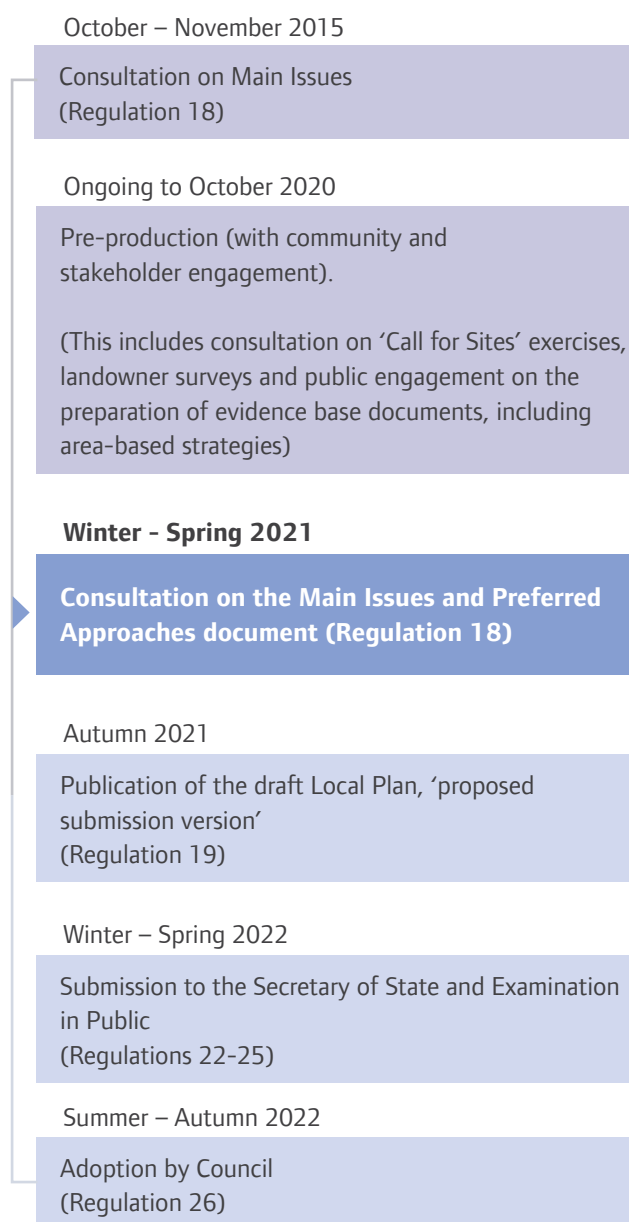 October – November 2015
Consultation on Main Issues
(Regulation 18)
Ongoing to October 2020
Pre-production (with community and
stakeholder engagement).
(This includes consultation on ‘Call for Sites’ exercises,
landowner surveys and public engagement on the
preparation of evidence base documents, including
area-based strategies)
Winter - Spring 2021
Consultation on the Main Issues and Preferred
Approaches document (Regulation 18)
Autumn 2021
Publication of the draft Local Plan, ‘proposed
submission version’
(Regulation 19)
Winter – Spring 2022
Submission to the Secretary of State and Examination
in Public
(Regulations 22-25)
Summer – Autumn 2022
Adoption by Council
(Regulation 26)